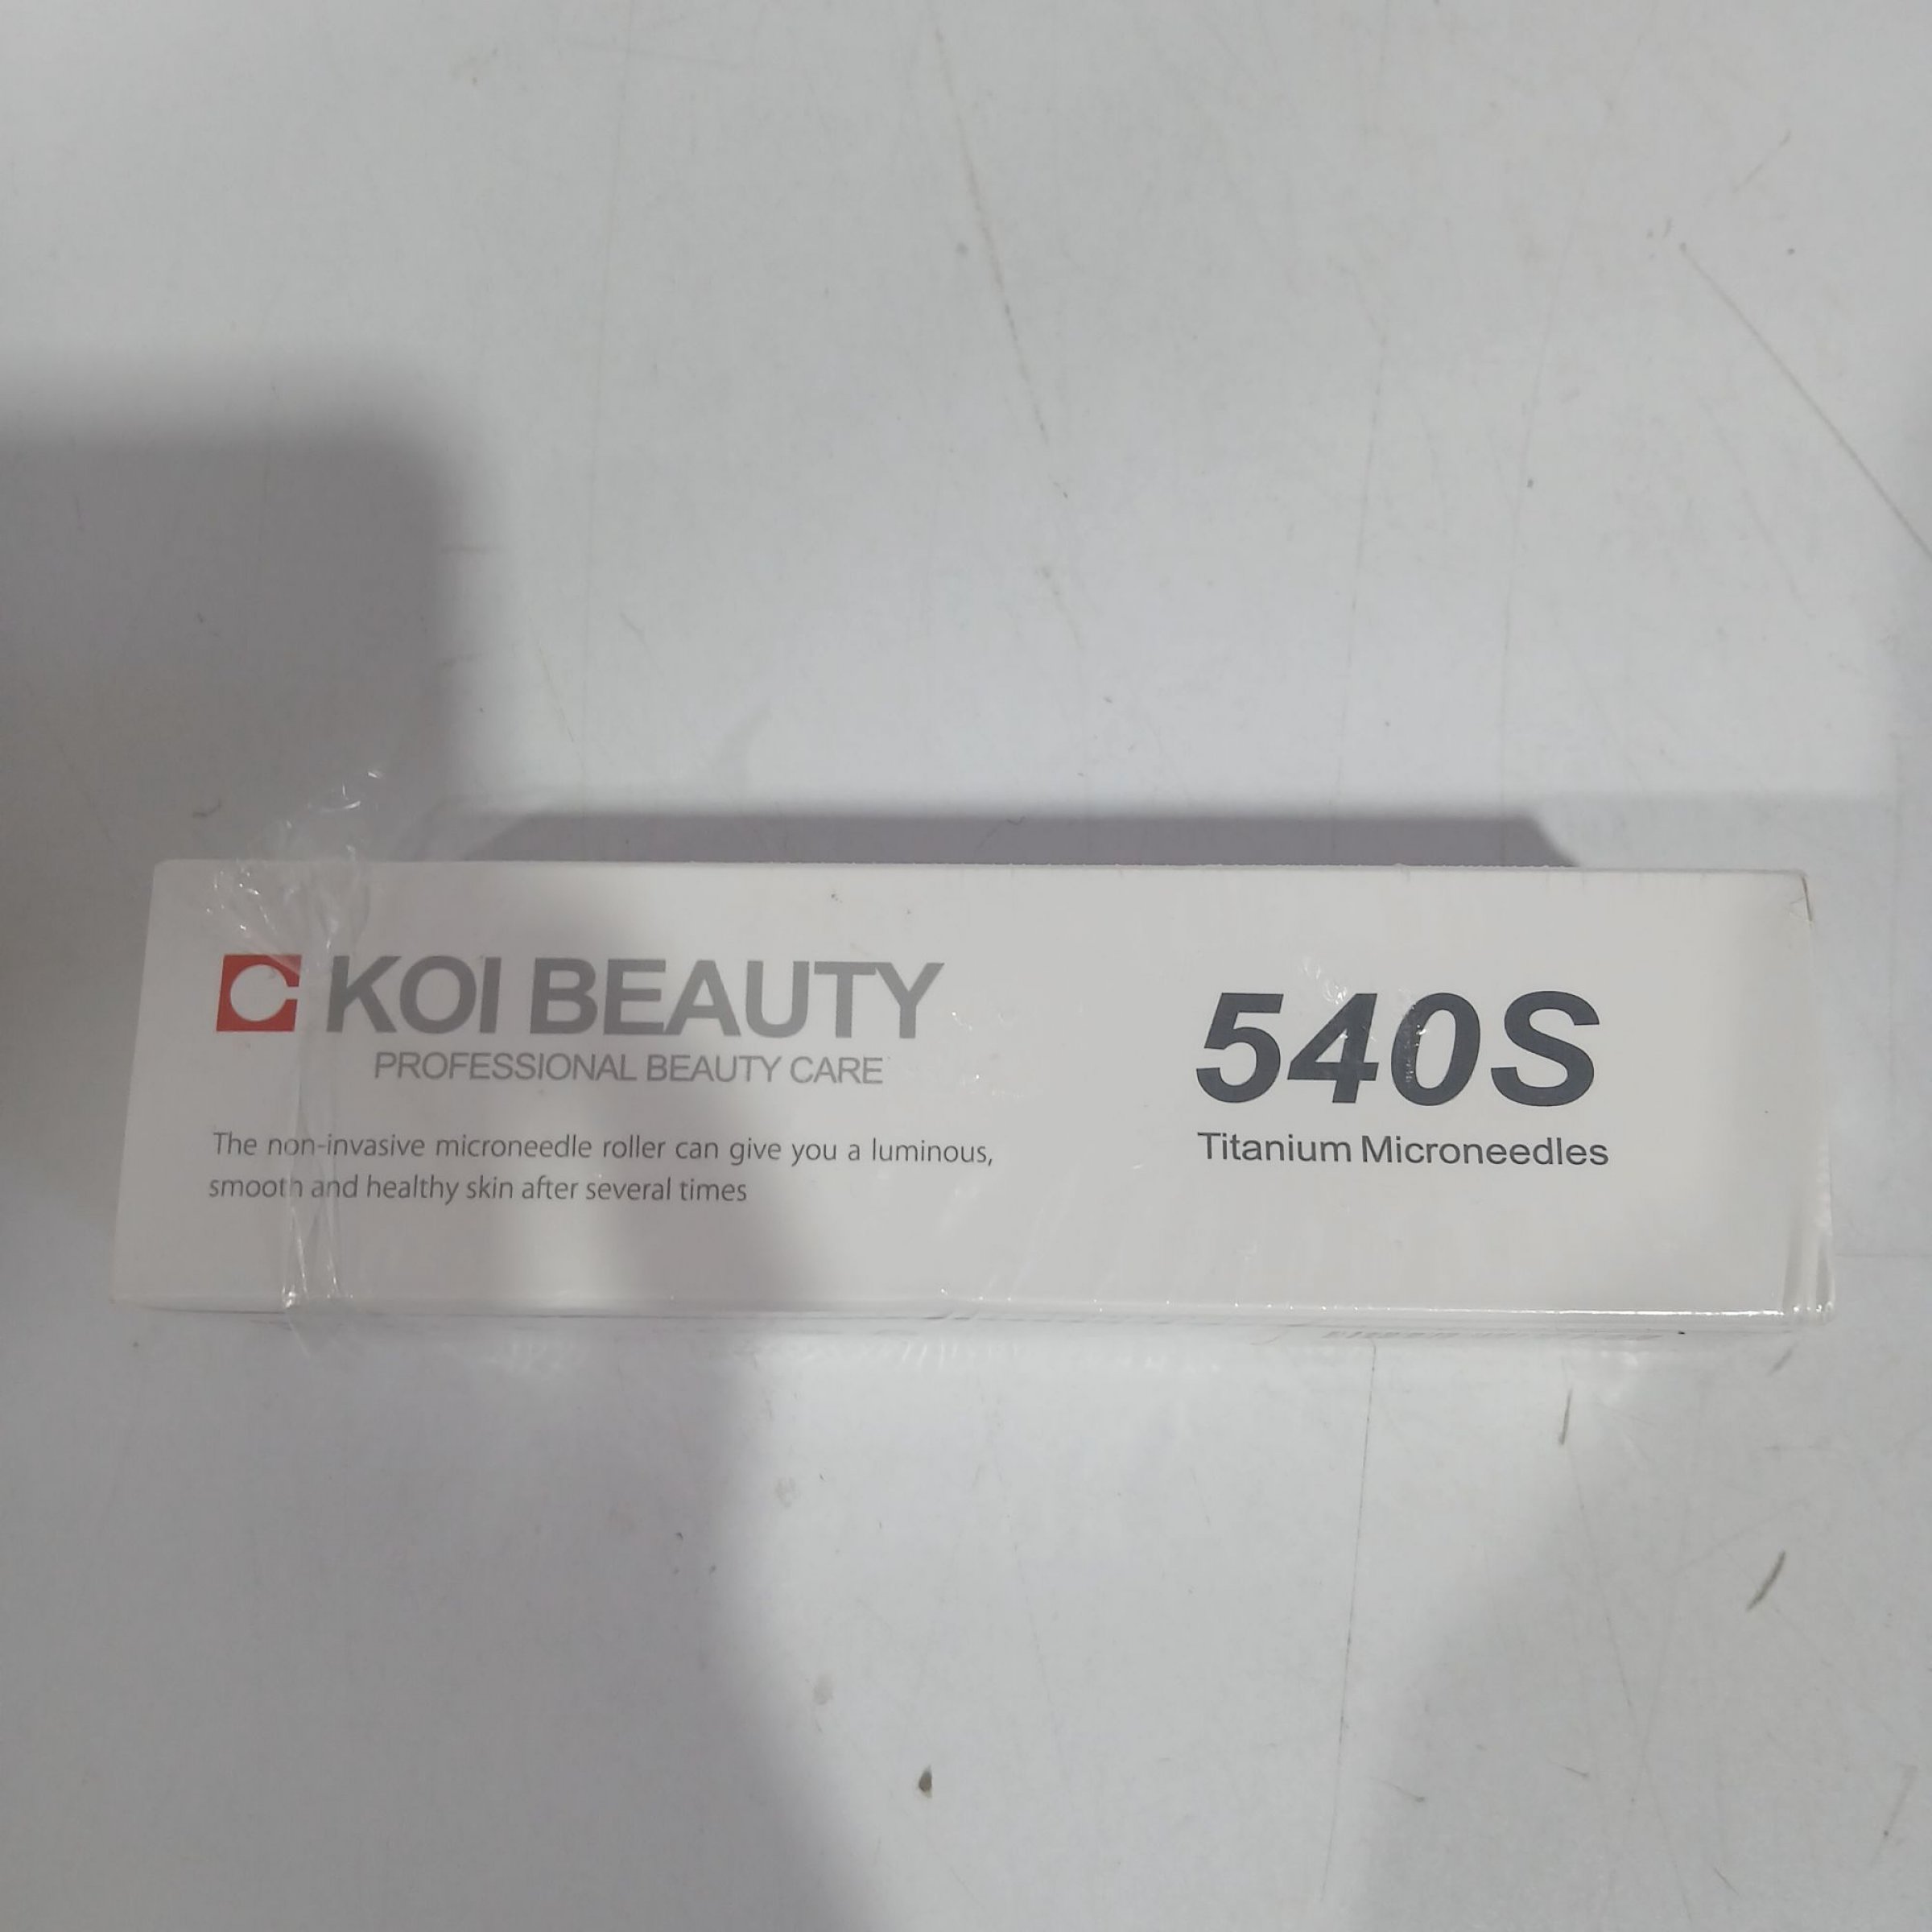 KOI BEAUTY
PROFESSIONAL BEAUTY CARE
The non-invasive microneedle roller can give you a luminous,
smooth and healthy skin after several times
540S
Titanium Microneedles